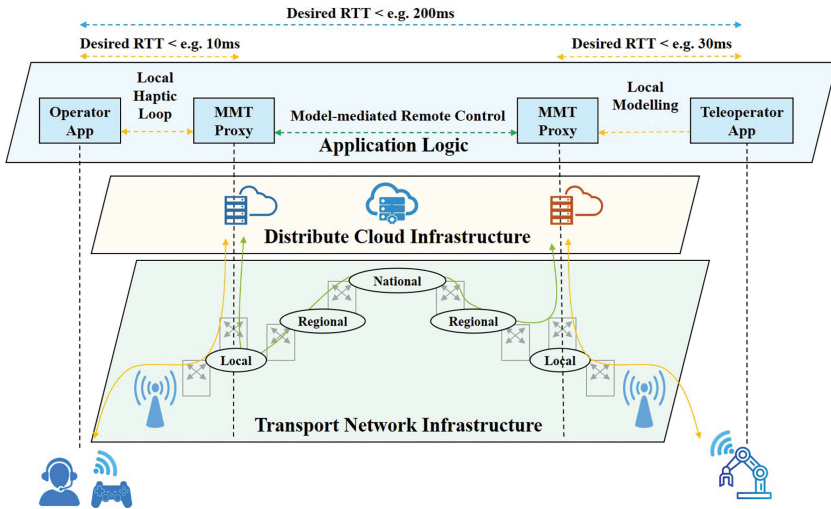 Desired RTT < e.g. 200ms
Desired RTT < e.g. 10ms
Desired RTT < e.g. 30ms
Local
Haptic
Loop
Local
Modelling
Operator
App
MMT
Proxy
Model-mediated Remote Control
MMT
Proxy
Teleoperator
App
Application Logic
Distribute Cloud Infrastructure
National
Regional
Regional
Local
Local
Transport Network Infrastructure